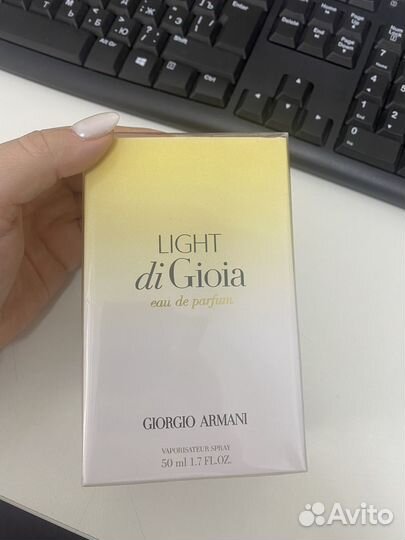 LIGHT
di Gioia
eau de parfum
GIORGIO ARMANI
VAPORISATEUR SPRAY
50 ml 1.7 FL.OZ.
Avito